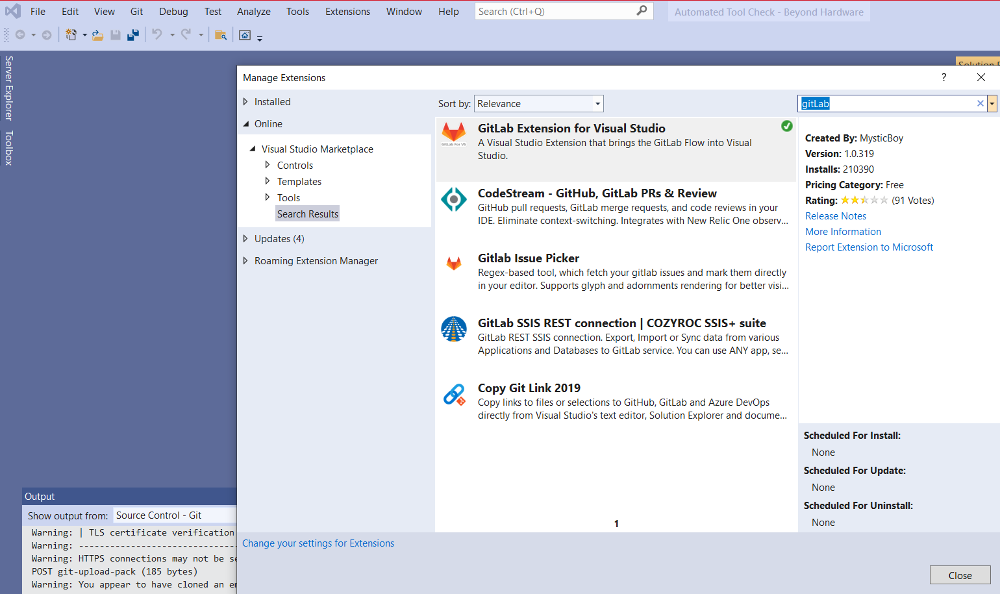 File Edit View Git Debug Test Analyze Tools Extensions Window Help Search (Ctrl+Q) Automated Tool Check - Beyond Hardware
Server Explorer
Toolbox
Solution
Manage Extensions ?
Installed
Online
Visual Studio Marketplace
Controls
Templates
Tools
Search Results
Updates (4)
Roaming Extension Manager
Sort by: Relevance
gitLab
GitLab For VS
GitLab Extension for Visual Studio
A Visual Studio Extension that brings the GitLab Flow into Visual
Studio.
CodeStream - GitHub, GitLab PRs & Review
GitHub pull requests, GitLab merge requests, and code reviews in your
IDE. Eliminate context-switching. Integrates with New Relic One observ...
Gitlab Issue Picker
Regex-based tool, which fetch your gitlab issues and mark them directly
in your editor. Supports glyph and adornments rendering for better visi...
GitLab SSIS REST connection | COZYROC SSIS+ suite
GitLab REST SSIS connection. Export, Import or Sync data from various
Applications and Databases to GitLab service. You can use ANY app, se...
Copy Git Link 2019
Copy links to files or selections to GitHub, GitLab and Azure DevOps
directly from Visual Studio's text editor, Solution Explorer and docume...
1
Created By: MysticBoy
Version: 1.0.319
Installs: 210390
Pricing Category: Free
Rating: (91 Votes)
Release Notes
More Information
Report Extension to Microsoft
Scheduled For Install:
None
Scheduled For Update:
None
Scheduled For Uninstall:
None
Change your settings for Extensions
Close
Output
Show output from: Source Control - Git
Warning: | TLS certificate verification
Warning: ------------------------------
Warning: HTTPS connections may not be se
POST git-upload-pack (185 bytes)
Warning: You appear to have cloned an em